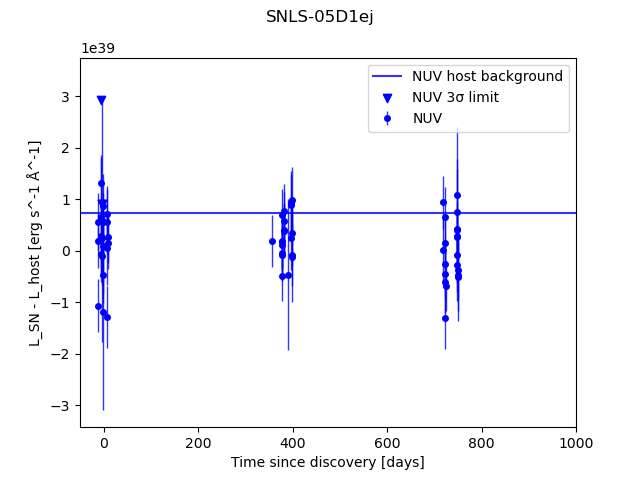 SNLS-05D1ej
1e39
NUV host background
NUV 3σ limit
NUV
3
2
1
0
−1
−2
−3
L_SN - L_host [erg s^-1 Å^-1]
0
200
400
600
800
1000
Time since discovery [days]